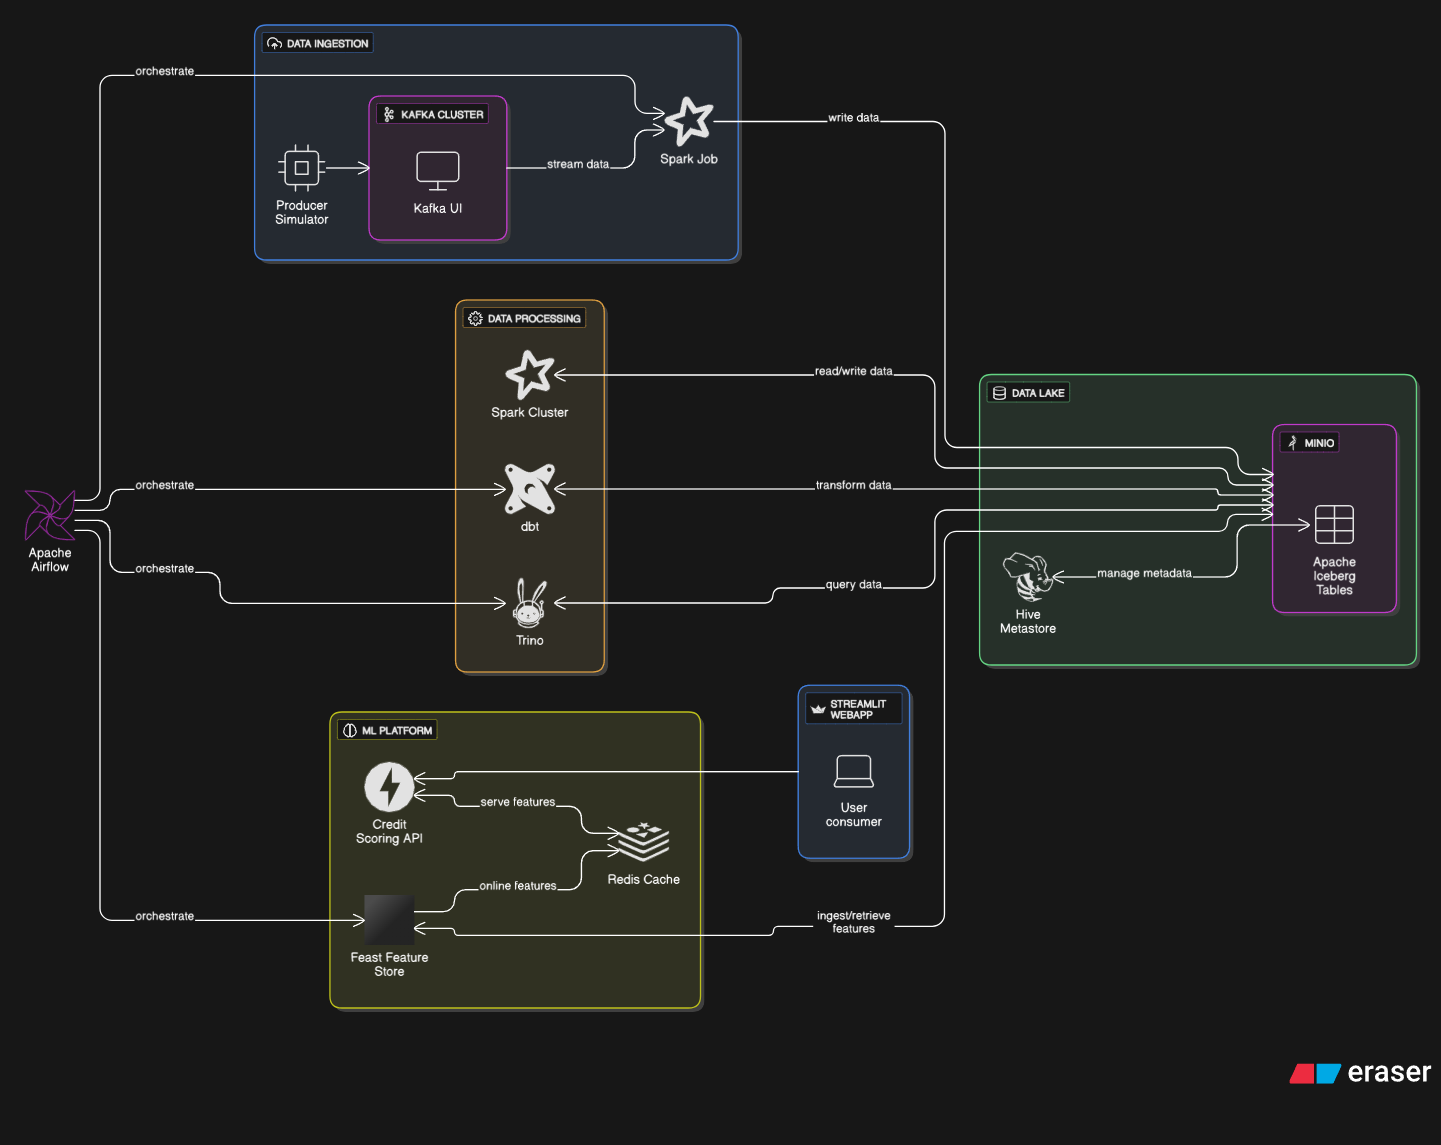 DATA INGESTION
orchestrate
KAFKA CLUSTER
write data
Spark Job
stream data
Producer
Simulator
Kafka UI
DATA PROCESSING
read/write data
Spark Cluster
DATA LAKE
MINIO
orchestrate
transform data
dbt
Apache
Airflow
orchestrate
manage metadata
Apache
Iceberg
Tables
query data
Hive
Metastore
Trino
STREAMLIT
WEBAPP
ML PLATFORM
serve features
User
consumer
Credit
Scoring API
Redis Cache
online features
orchestrate
ingest/retrieve
features
Feast Feature
Store
eraser